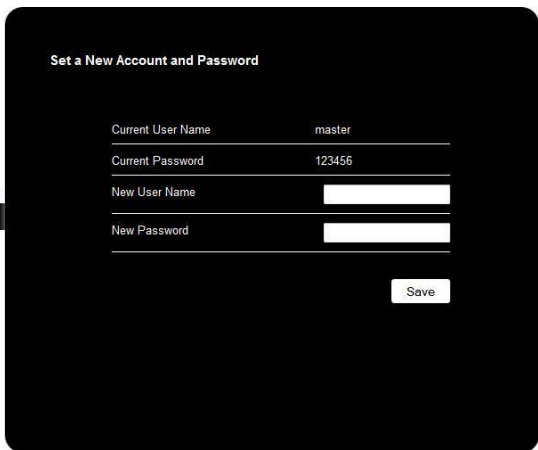 Set a New Account and Password
Current User Name master
Current Password 123456
New User Name
New Password
Save